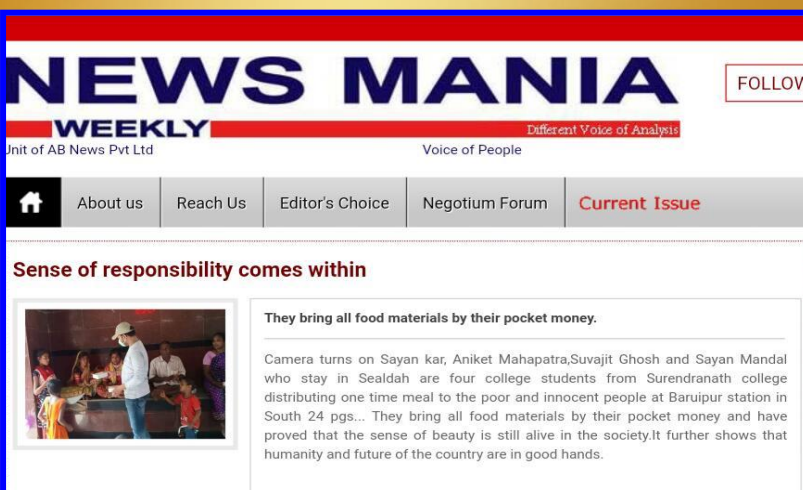 NEWS MANIA
FOLLOW
WEEKLY
Different Voice of Analysis
Unit of AB News Pvt Ltd
Voice of People
About us
Reach Us
Editor's Choice
Negotium Forum
Current Issue
Sense of responsibility comes within
They bring all food materials by their pocket money.
Camera turns on Sayan kar, Aniket Mahapatra,Suvajit Ghosh and Sayan Mandal
who stay in Sealdah are four college students from Surendranath college
distributing one time meal to the poor and innocent people at Baruipur station in
South 24 pgs... They bring all food materials by their pocket money and have
proved that the sense of beauty is still alive in the society.It further shows that
humanity and future of the country are in good hands.